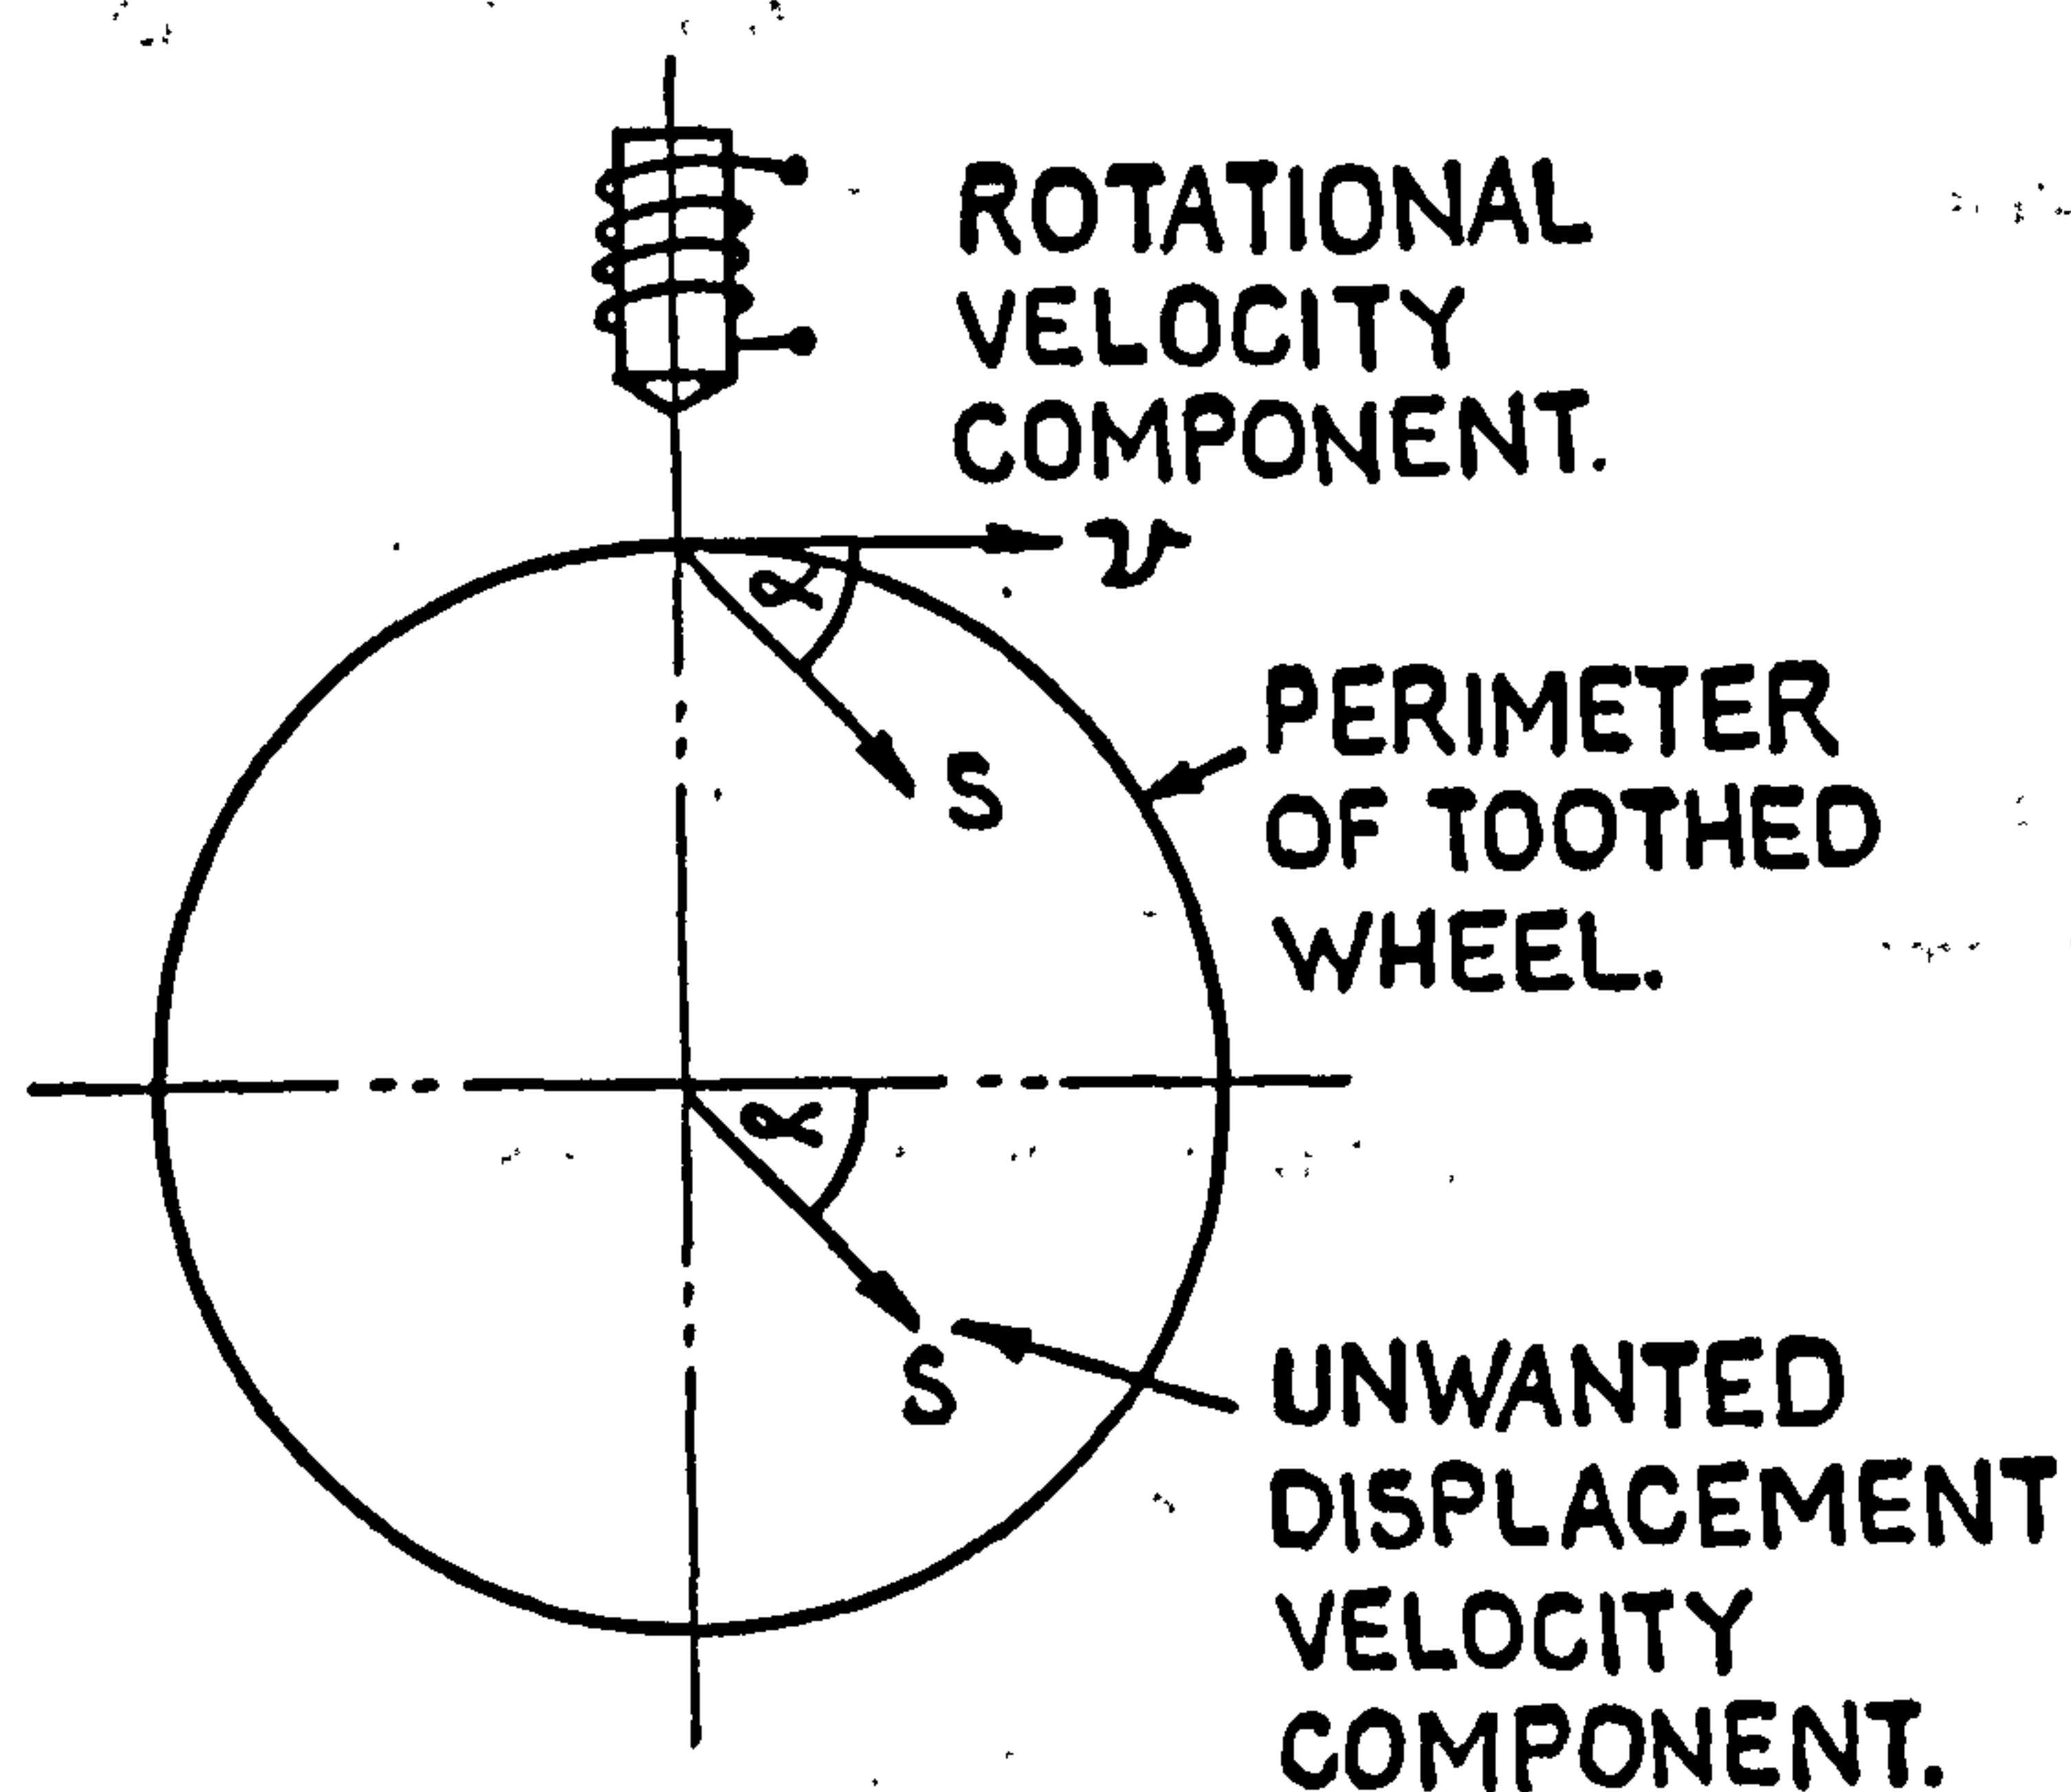 ROTATIONAL
VELOCITY
COMPONENT.
v
α
S
PERIMETER
OF TOOTHED
WHEEL.
α
S
UNWANTED
DISPLACEMENT
VELOCITY
COMPONENT.